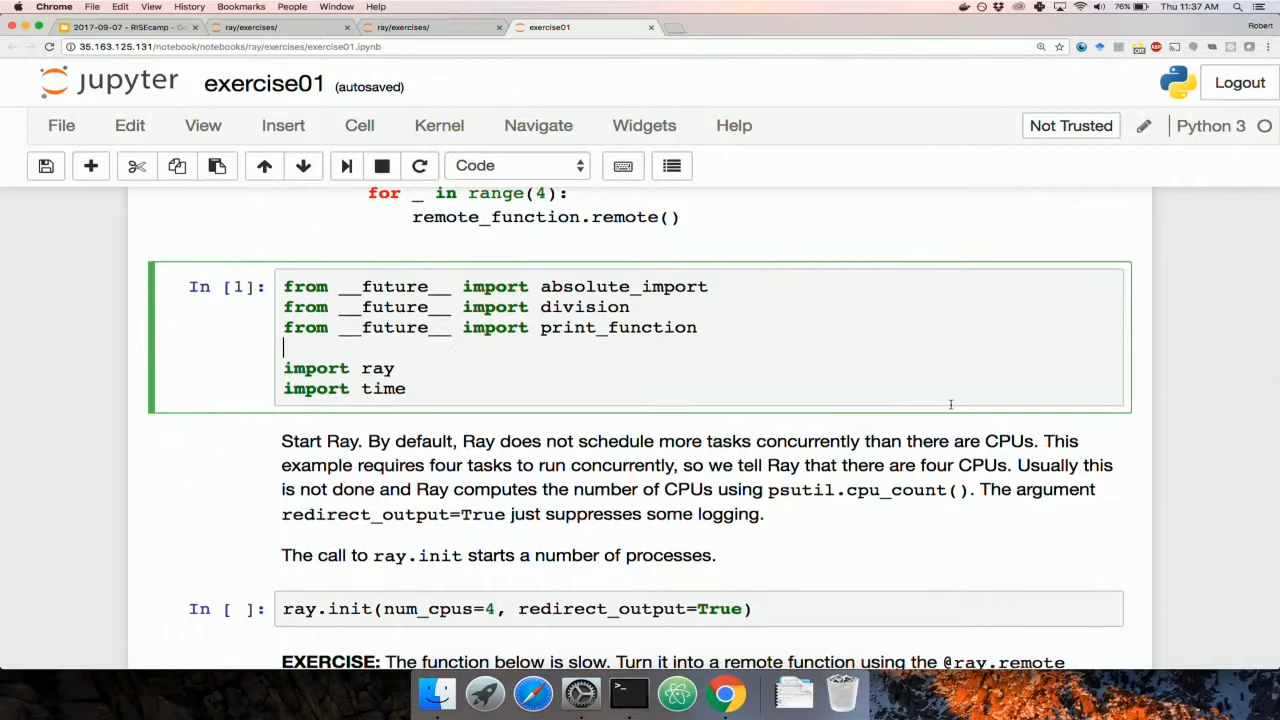 Chrome File Edit View History Bookmarks People Window Help 76% Thu 11:37 AM
2017-09-07 - RISEcamp - G ray/exercises/ ray/exercises/ exercise01 Robert
35.163.125.131/notebook/notebooks/ray/exercises/exercise01.ipynb
jupyter exercise01 (autosaved) Logout
File Edit View Insert Cell Kernel Navigate Widgets Help Not Trusted Python 3
Code
for _ in range(4):
remote_function.remote()
In [1]: from __future__ import absolute_import
from __future__ import division
from __future__ import print_function
import ray
import time
Start Ray. By default, Ray does not schedule more tasks concurrently than there are CPUs. This
example requires four tasks to run concurrently, so we tell Ray that there are four CPUs. Usually this
is not done and Ray computes the number of CPUs using psutil.cpu_count(). The argument
redirect_output=True just suppresses some logging.
The call to ray.init starts a number of processes.
In [ ]: ray.init(num_cpus=4, redirect_output=True)
EXERCISE: The function below is slow. Turn it into a remote function using the @ray.remote